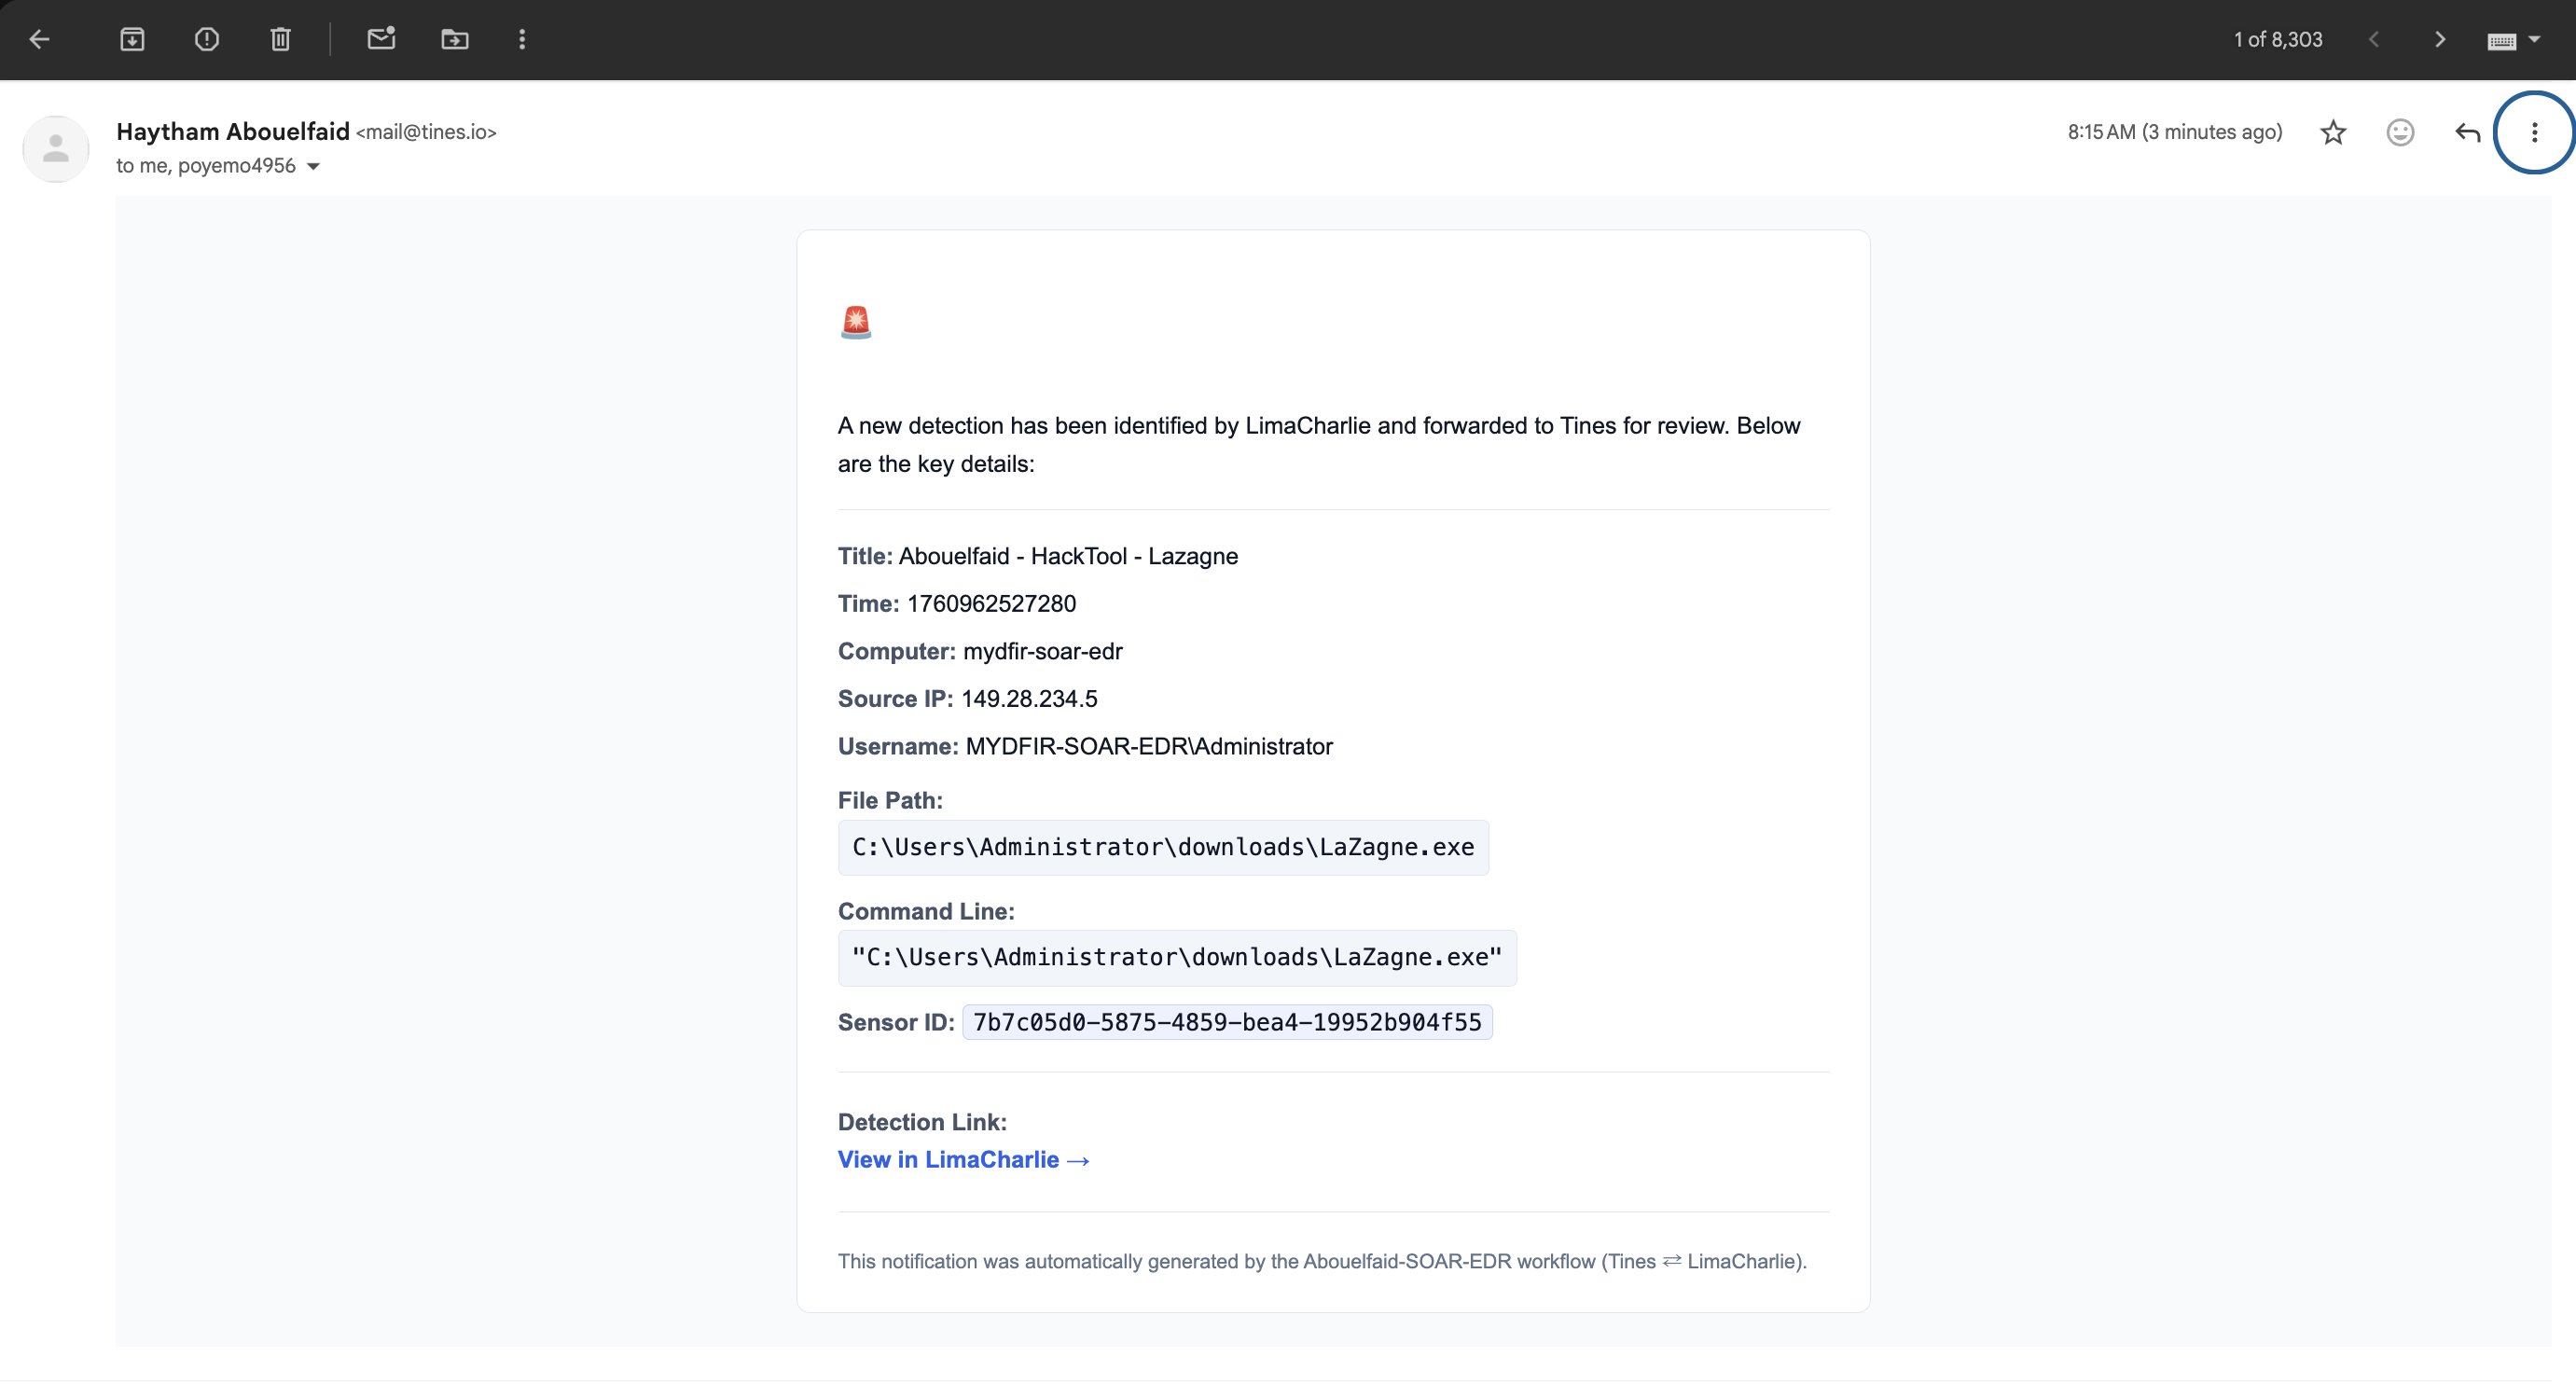 1 of 8,303
Haytham Abouelfaid <mail@tines.io>
8:15 AM (3 minutes ago)
to me, poyemo4956
A new detection has been identified by LimaCharlie and forwarded to Tines for review. Below
are the key details:
Title: Abouelfaid - HackTool - Lazagne
Time: 1760962527280
Computer: mydfir-soar-edr
Source IP: 149.28.234.5
Username: MYDFIR-SOAR-EDR\Administrator
File Path:
C:\Users\Administrator\downloads\LaZagne.exe
Command Line:
"C:\Users\Administrator\downloads\LaZagne.exe"
Sensor ID: 7b7c05d0-5875-4859-bea4-19952b904f55
Detection Link:
View in LimaCharlie →
This notification was automatically generated by the Abouelfaid-SOAR-EDR workflow (Tines ⇄ LimaCharlie).